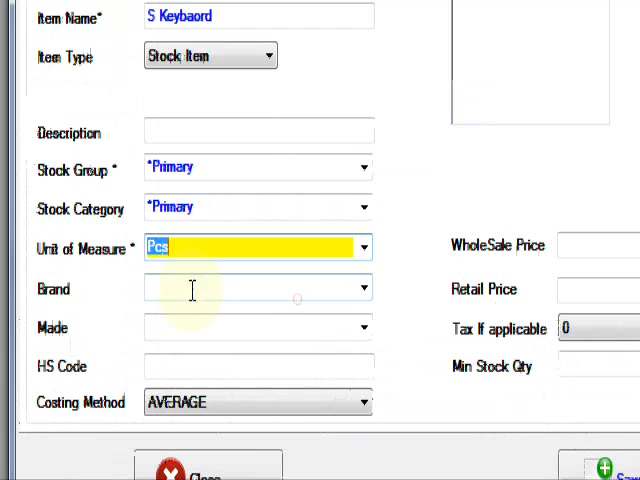 Item Name* S Keybaord
Item Type Stock Item
Description
Stock Group * *Primary
Stock Category *Primary
Unit of Measure * Pcs
WholeSale Price
Brand
Retail Price
Made
Tax If applicable 0
HS Code
Min Stock Qty
Costing Method AVERAGE
Close